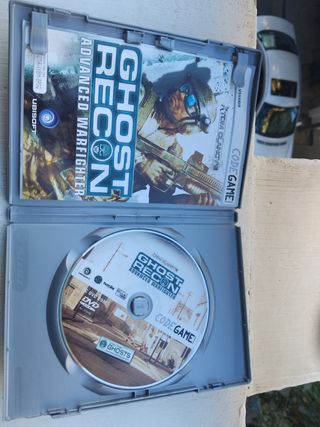 CODEGAME!
Tom Clancy's
GHOST
RECON
ADVANCED WARFIGHTER
UBISOFT
CODEGAME!
GHOST
RECON
ADVANCED WARFIGHTER
DVD
GHOSTS